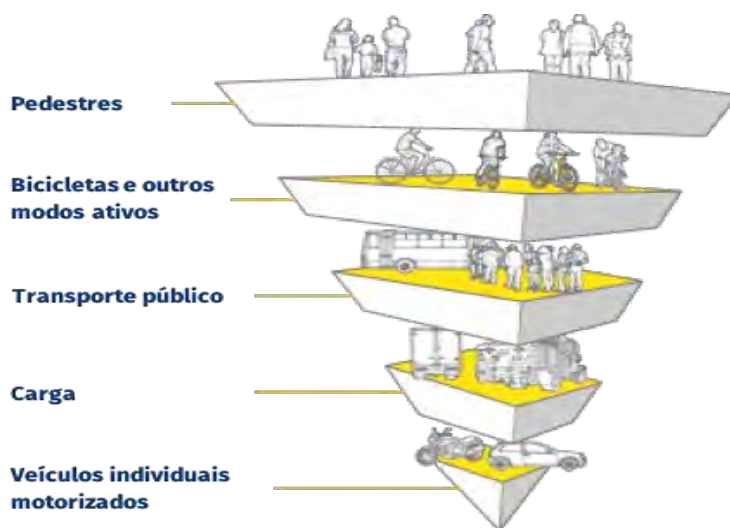 Pedestres
Bicicletas e outros
modos ativos
Transporte público
Carga
Veículos individuais
motorizados